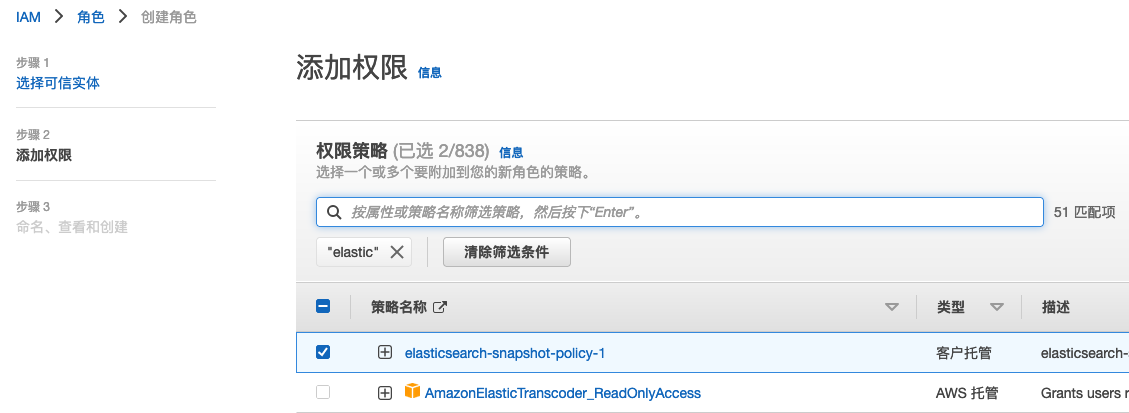 IAM > 角色 > 创建角色
步骤 1
选择可信实体
步骤 2
添加权限
步骤 3
命名、查看和创建
添加权限 信息
权限策略 (已选 2/838) 信息
选择一个或多个要附加到您的新角色的策略。
按属性或策略名称筛选策略，然后按下“Enter”。
51 匹配项
"elastic"
清除筛选条件
策略名称 类型 描述
elasticsearch-snapshot-policy-1 客户托管 elasticsearch-
AmazonElasticTranscoder_ReadOnlyAccess AWS 托管 Grants users